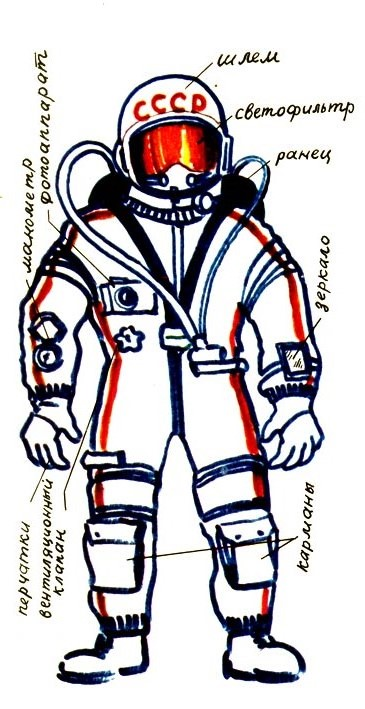 шлем
СССР
светофильтр
ранец
фотоаппарат
манометр
зеркало
перчатки
вентиляционный
клапан
карманы